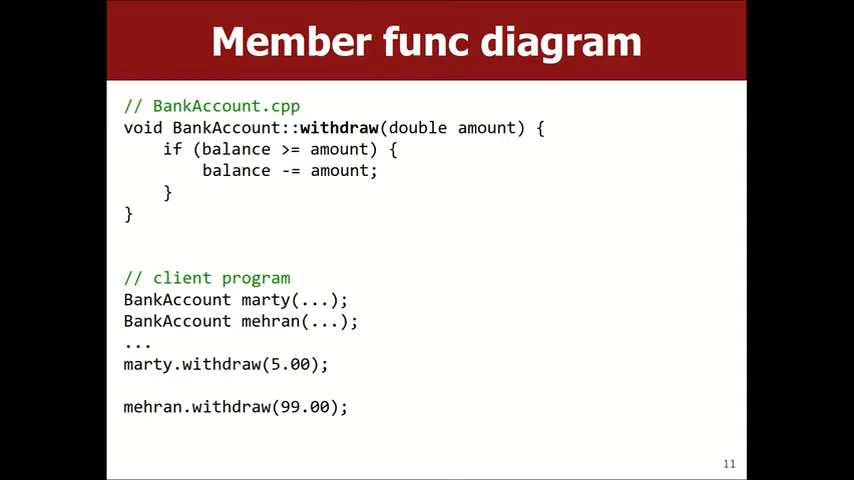 Member func diagram
// BankAccount.cpp
void BankAccount::withdraw(double amount) {
    if (balance >= amount) {
        balance -= amount;
    }
}
// client program
BankAccount marty(...);
BankAccount mehran(...);
...
marty.withdraw(5.00);
mehran.withdraw(99.00);
11